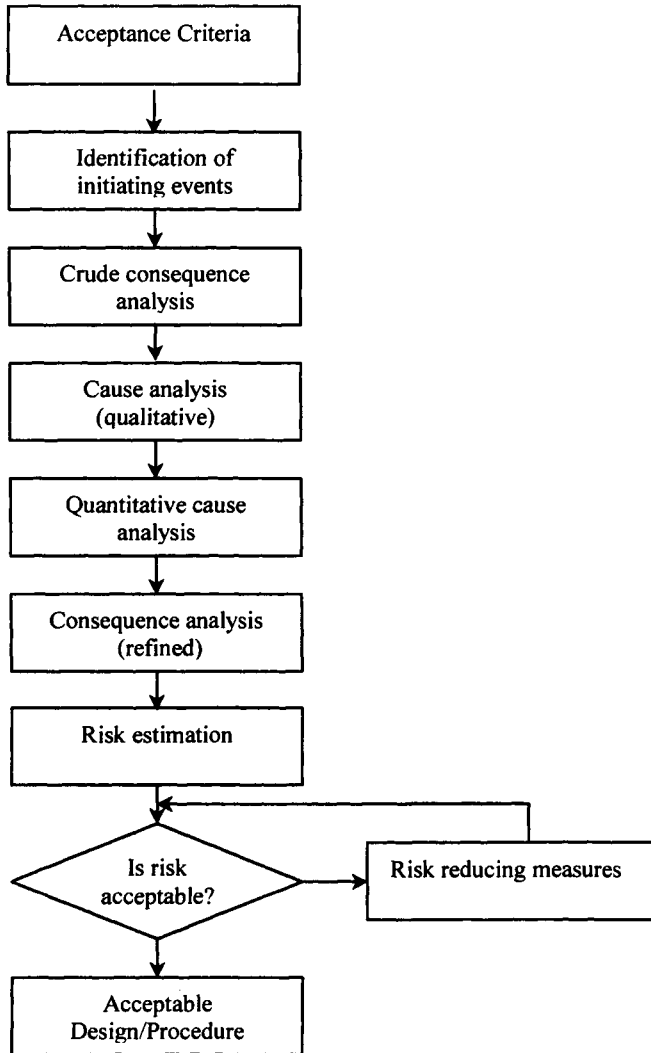 Acceptance Criteria
Identification of
initiating events
Crude consequence
analysis
Cause analysis
(qualitative)
Quantitative cause
analysis
Consequence analysis
(refined)
Risk estimation
Is risk
acceptable?
Risk reducing measures
Acceptable
Design/Procedure